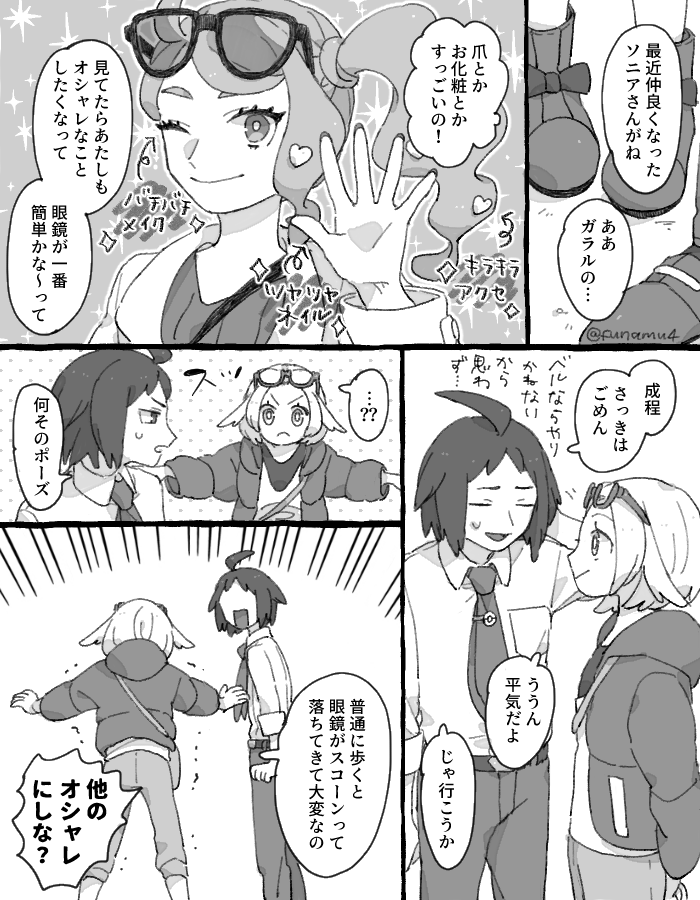 最近仲良くなった
ソニアさんがね
ああ
ガラルの…
@funamu4
爪とか
お化粧とか
すっごいの！
見てたらあたしも
オシャレなこと
したくなって
眼鏡が一番
簡単かな〜って
バチバチ
メイク
ツヤツヤ
ネイル
キラキラ
アクセ
成程
さっきは
ごめん
ベルならやり
かねない
から
思わ
ず…
ううん
平気だよ
じゃ行こうか
…??
ズッ
何そのポーズ
普通に歩くと
眼鏡がスコーンって
落ちてきて大変なの
他の
オシャレ
にしな？